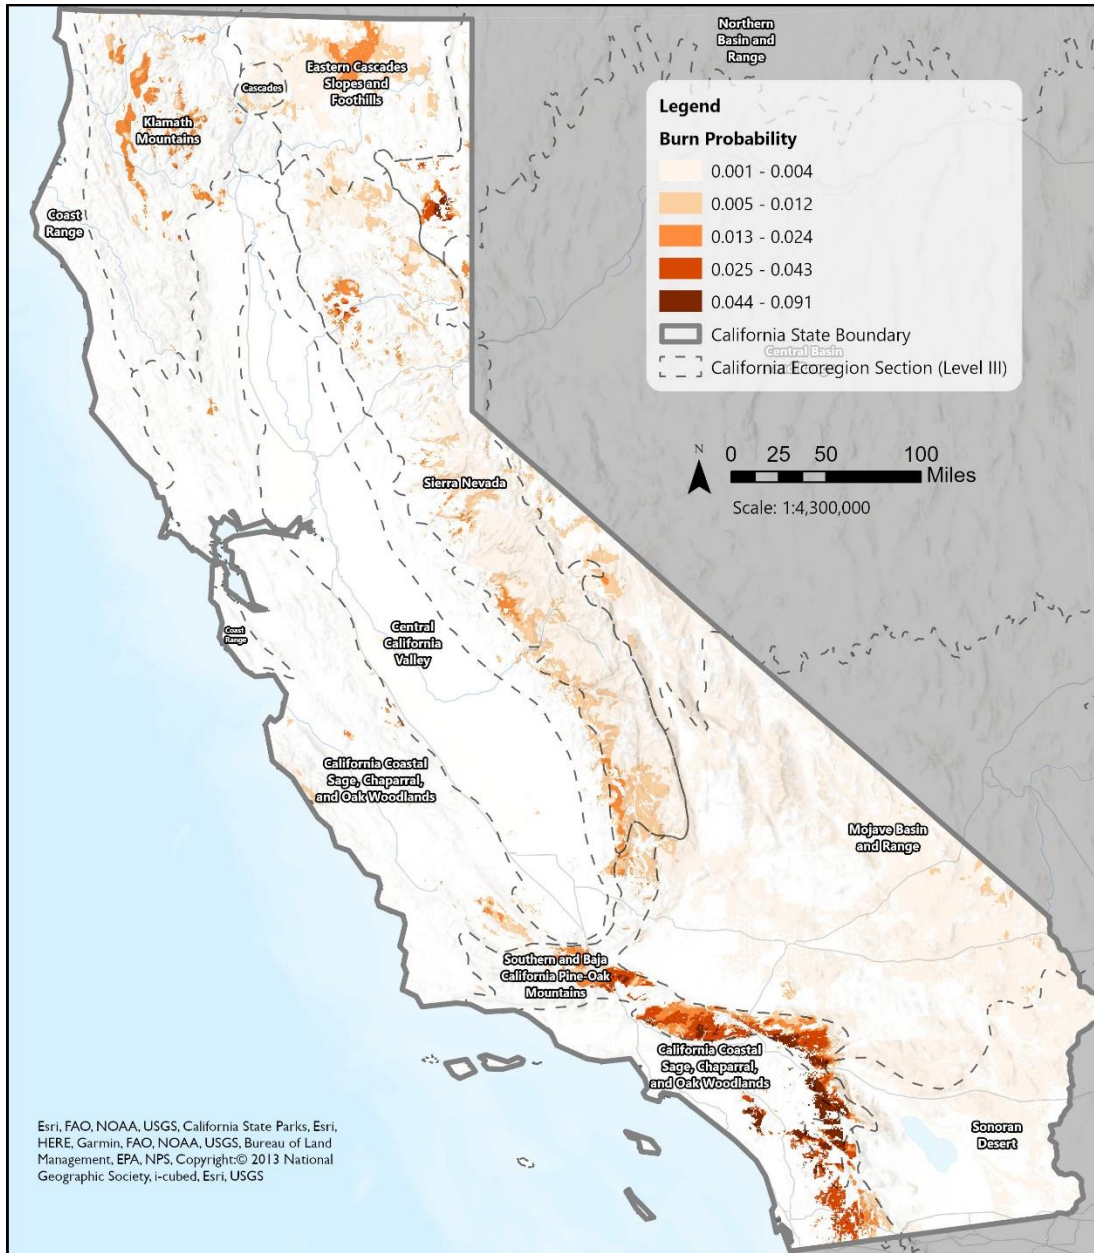 Northern
Basin and
Range
Eastern Cascades
Slopes and
Foothills
Cascades
Klamath
Mountains
Coast
Range
Legend
Burn Probability
0.001 - 0.004
0.005 - 0.012
0.013 - 0.024
0.025 - 0.043
0.044 - 0.091
California State Boundary
Central Basin
California Ecoregion Section (Level III)
N
0 25 50 100
Miles
Scale: 1:4,300,000
Sierra Nevada
Central
California
Valley
Coast
Range
California Coastal
Sage, Chaparral,
and Oak Woodlands
Mojave Basin
and Range
Southern and Baja
California Pine-Oak
Mountains
California Coastal
Sage, Chaparral,
and Oak Woodlands
Sonoran
Desert
Esri, FAO, NOAA, USGS, California State Parks, Esri,
HERE, Garmin, FAO, NOAA, USGS, Bureau of Land
Management, EPA, NPS, Copyright:© 2013 National
Geographic Society, i-cubed, Esri, USGS